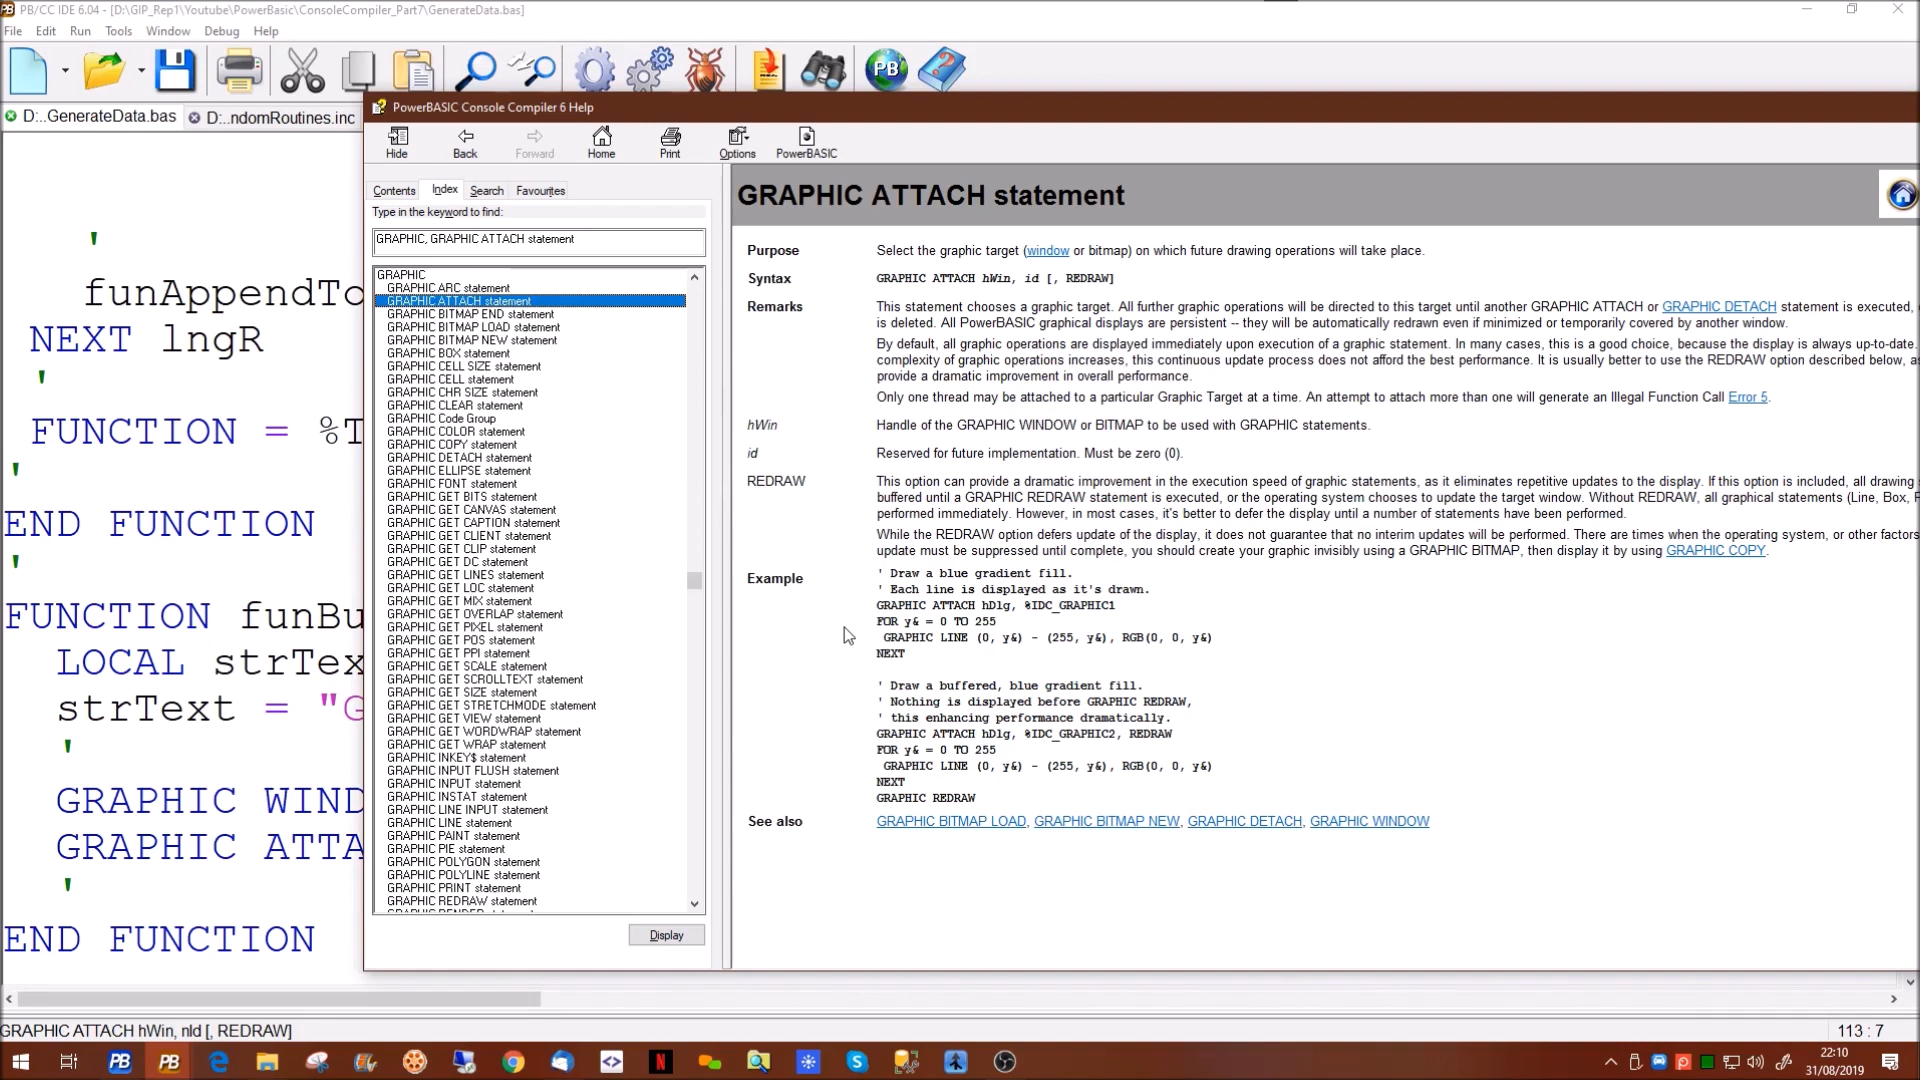 PB/CC IDE 6.04 - [D:\GIP_Rep1\Youtube\PowerBasic\ConsoleCompiler_Part7\GenerateData.bas]
File Edit Run Tools Window Debug Help
D:..GenerateData.bas D:..ndomRoutines.inc
PowerBASIC Console Compiler 6 Help
Hide Back Forward Home Print Options PowerBASIC
Contents Index Search Favourites
Type in the keyword to find:
GRAPHIC, GRAPHIC ATTACH statement
GRAPHIC
GRAPHIC ARC statement
GRAPHIC ATTACH statement
GRAPHIC BITMAP END statement
GRAPHIC BITMAP LOAD statement
GRAPHIC BITMAP NEW statement
GRAPHIC BOX statement
GRAPHIC CELL SIZE statement
GRAPHIC CELL statement
GRAPHIC CHR SIZE statement
GRAPHIC CLEAR statement
GRAPHIC Code Group
GRAPHIC COLOR statement
GRAPHIC COPY statement
GRAPHIC DETACH statement
GRAPHIC ELLIPSE statement
GRAPHIC FONT statement
GRAPHIC GET BITS statement
GRAPHIC GET CANVAS statement
GRAPHIC GET CAPTION statement
GRAPHIC GET CLIENT statement
GRAPHIC GET CLIP statement
GRAPHIC GET DC statement
GRAPHIC GET LINES statement
GRAPHIC GET LOC statement
GRAPHIC GET MIX statement
GRAPHIC GET OVERLAP statement
GRAPHIC GET PIXEL statement
GRAPHIC GET POS statement
GRAPHIC GET PPI statement
GRAPHIC GET SCALE statement
GRAPHIC GET SCROLLTEXT statement
GRAPHIC GET SIZE statement
GRAPHIC GET STRETCHMODE statement
GRAPHIC GET VIEW statement
GRAPHIC GET WORDWRAP statement
GRAPHIC GET WRAP statement
GRAPHIC INKEY$ statement
GRAPHIC INPUT FLUSH statement
GRAPHIC INPUT statement
GRAPHIC INSTAT statement
GRAPHIC LINE INPUT statement
GRAPHIC LINE statement
GRAPHIC PAINT statement
GRAPHIC PIE statement
GRAPHIC POLYGON statement
GRAPHIC POLYLINE statement
GRAPHIC PRINT statement
GRAPHIC REDRAW statement
Display
GRAPHIC ATTACH statement
Purpose Select the graphic target (window or bitmap) on which future drawing operations will take place.
Syntax GRAPHIC ATTACH hWin, id [, REDRAW]
Remarks This statement chooses a graphic target. All further graphic operations will be directed to this target until another GRAPHIC ATTACH or GRAPHIC DETACH statement is executed,
is deleted. All PowerBASIC graphical displays are persistent -- they will be automatically redrawn even if minimized or temporarily covered by another window.
By default, all graphic operations are displayed immediately upon execution of a graphic statement. In many cases, this is a good choice, because the display is always up-to-date.
complexity of graphic operations increases, this continuous update process does not afford the best performance. It is usually better to use the REDRAW option described below, as
provide a dramatic improvement in overall performance.
Only one thread may be attached to a particular Graphic Target at a time. An attempt to attach more than one will generate an Illegal Function Call Error 5.
hWin Handle of the GRAPHIC WINDOW or BITMAP to be used with GRAPHIC statements.
id Reserved for future implementation. Must be zero (0).
REDRAW This option can provide a dramatic improvement in the execution speed of graphic statements, as it eliminates repetitive updates to the display. If this option is included, all drawing
buffered until a GRAPHIC REDRAW statement is executed, or the operating system chooses to update the target window. Without REDRAW, all graphical statements (Line, Box, P
performed immediately. However, in most cases, it's better to defer the display until a number of statements have been performed.
While the REDRAW option defers update of the display, it does not guarantee that no interim updates will be performed. There are times when the operating system, or other factors
update must be suppressed until complete, you should create your graphic invisibly using a GRAPHIC BITMAP, then display it by using GRAPHIC COPY.
Example ' Draw a blue gradient fill.
' Each line is displayed as it's drawn.
GRAPHIC ATTACH hDlg, %IDC_GRAPHIC1
FOR y& = 0 TO 255
GRAPHIC LINE (0, y&) - (255, y&), RGB(0, 0, y&)
NEXT
' Draw a buffered, blue gradient fill.
' Nothing is displayed before GRAPHIC REDRAW,
' this enhancing performance dramatically.
GRAPHIC ATTACH hDlg, %IDC_GRAPHIC2, REDRAW
FOR y& = 0 TO 255
GRAPHIC LINE (0, y&) - (255, y&), RGB(0, 0, y&)
NEXT
GRAPHIC REDRAW
See also GRAPHIC BITMAP LOAD, GRAPHIC BITMAP NEW, GRAPHIC DETACH, GRAPHIC WINDOW
'
funAppendTo
NEXT lngR
'
FUNCTION = %T
'
END FUNCTION
'
FUNCTION funBu
LOCAL strTex
strText = "G
'
GRAPHIC WIND
GRAPHIC ATTA
'
END FUNCTION
GRAPHIC ATTACH hWin, nId [, REDRAW]
113 : 7
22:10
31/08/2019